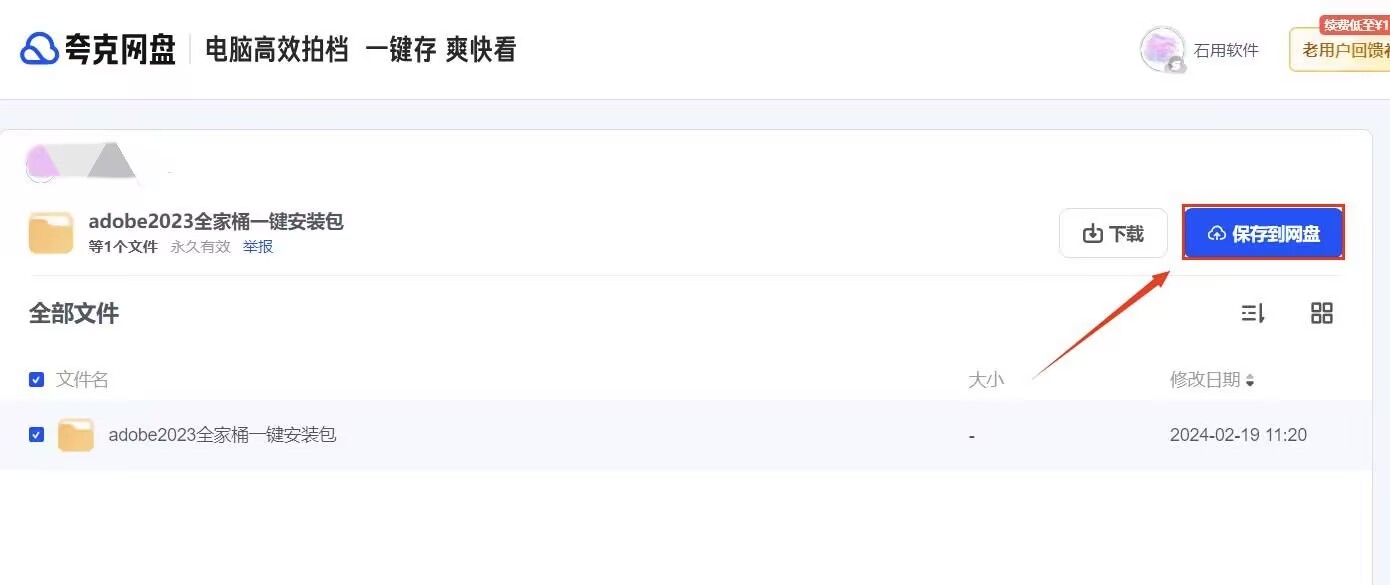 夸克网盘 电脑高效拍档 一键存 爽快看
续费低至¥1
石用软件 老用户回馈
adobe2023全家桶一键安装包
等1个文件 永久有效 举报
下载 保存到网盘
全部文件
文件名 大小 修改日期
adobe2023全家桶一键安装包 - 2024-02-19 11:20